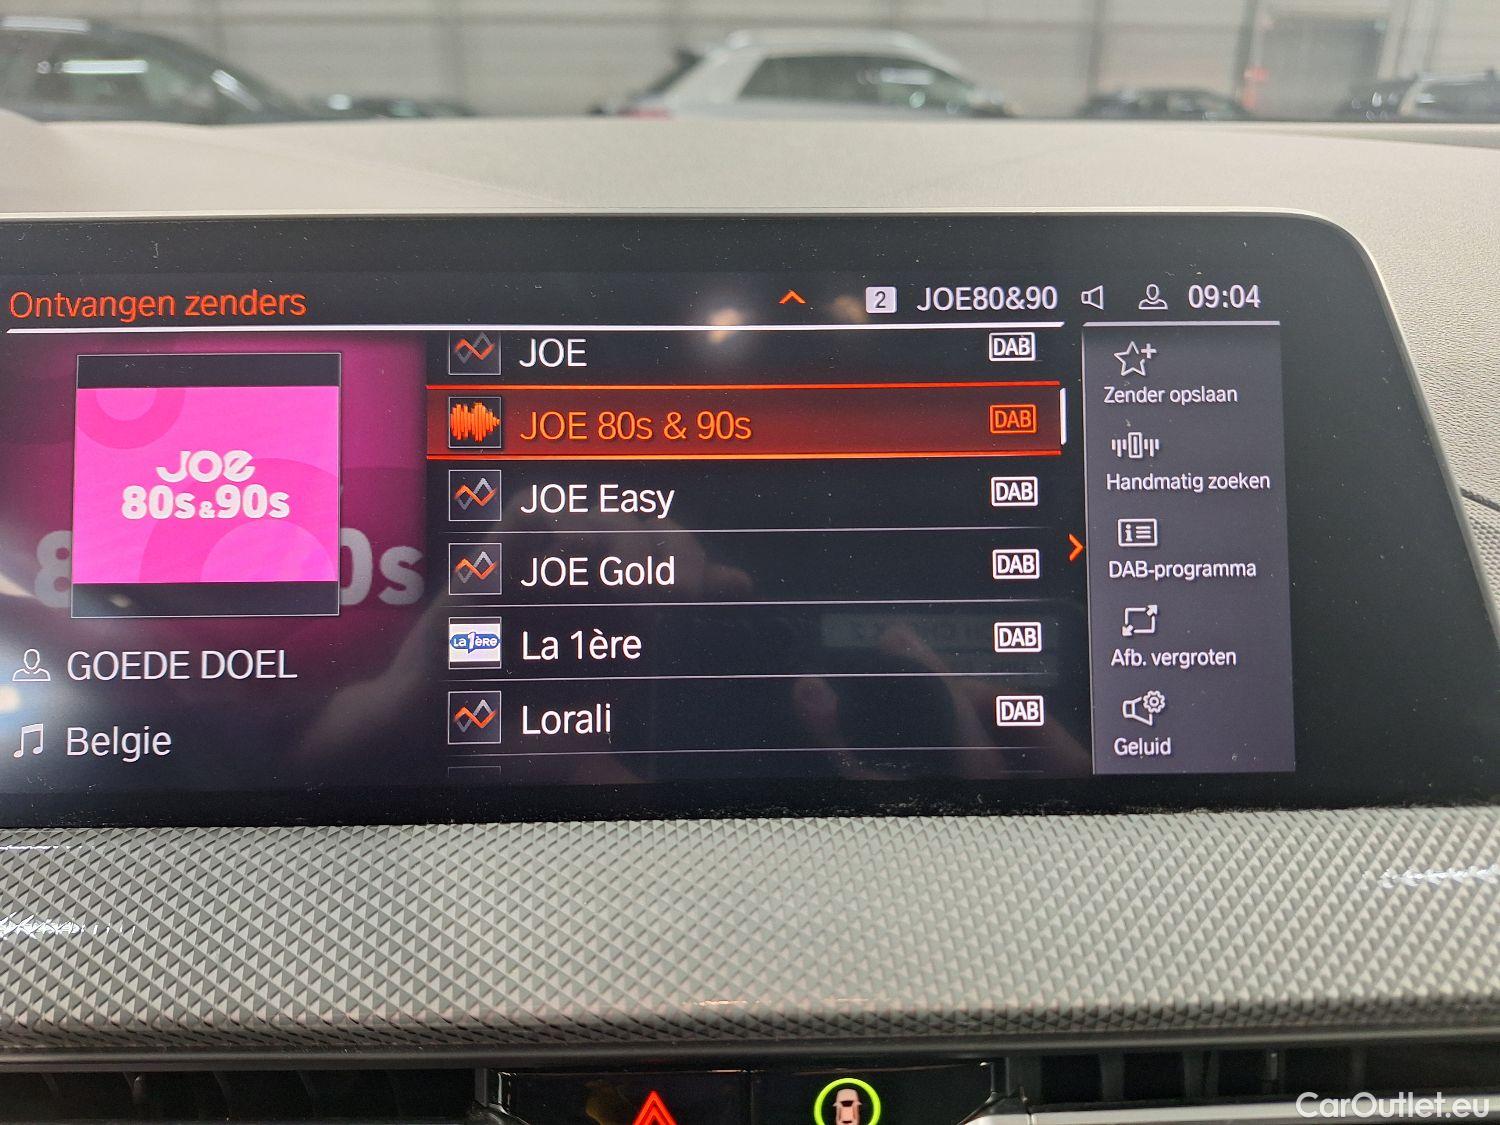 Ontvangen zenders
2 JOE80&90 09:04
JOE DAB
JOE 80s & 90s DAB
JOE Easy DAB
JOE Gold DAB
La 1ère DAB
La 1ère DAB
Lorali DAB
JOE
80s&90s
GOEDE DOEL
Belgie
Zender opslaan
Handmatig zoeken
DAB-programma
Afb. vergroten
Geluid
CarOutlet.eu